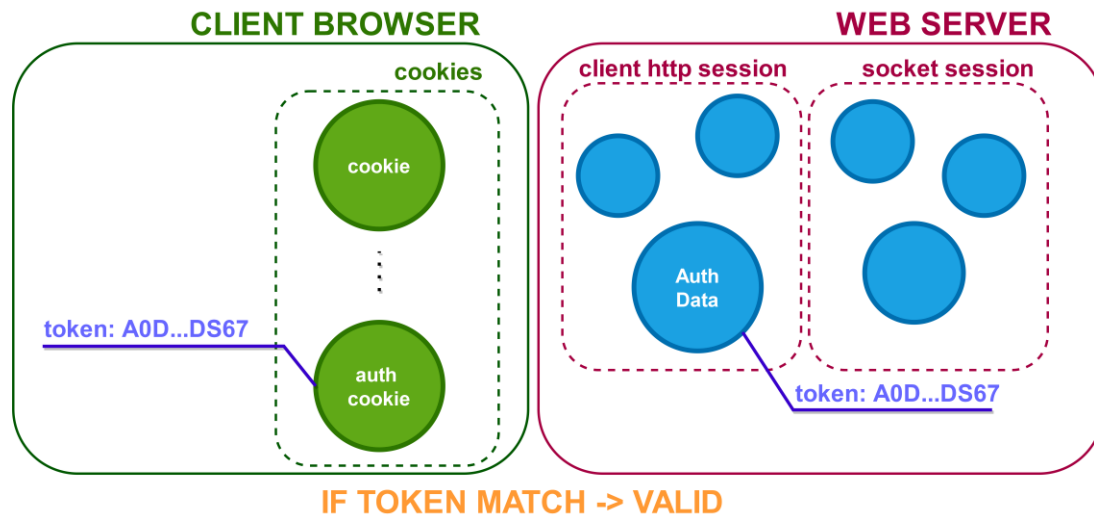 CLIENT BROWSER
WEB SERVER
cookies
client http session
socket session
cookie
Auth
Data
token: A0D...DS67
auth
cookie
token: A0D...DS67
IF TOKEN MATCH -> VALID